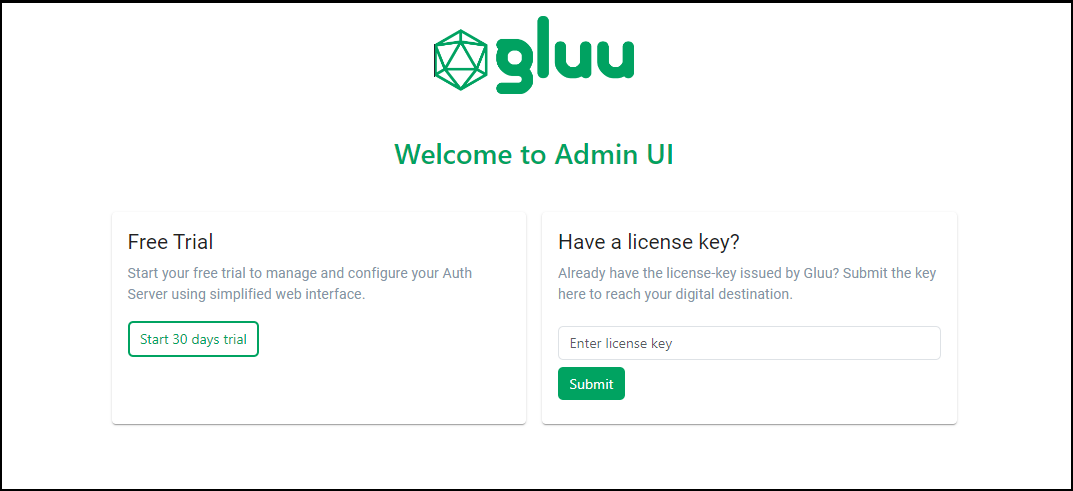 gluu
Welcome to Admin UI
Free Trial
Start your free trial to manage and configure your Auth
Server using simplified web interface.
Start 30 days trial
Have a license key?
Already have the license-key issued by Gluu? Submit the key
here to reach your digital destination.
Enter license key
Submit